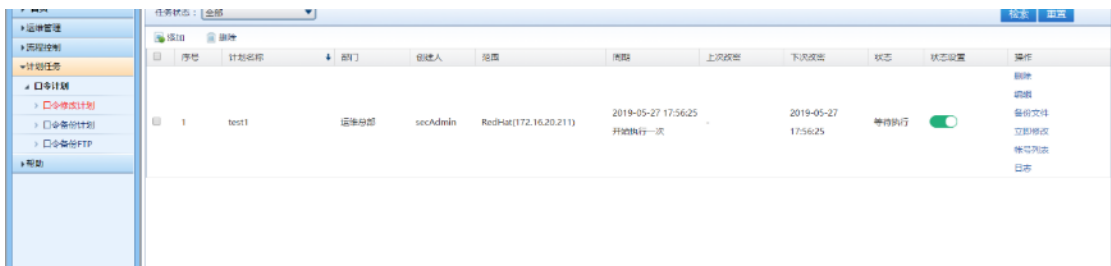 首页
任务状态： 全部
检索 重置
运维管理
添加 删除
流程控制
序号 计划名称 部门 创建人 范围 周期 上次改密 下次改密 状态 状态设置 操作
计划任务
口令计划
口令修改计划
口令备份计划
口令备份FTP
帮助
1 test1 运维总部 secAdmin RedHat(172.16.20.211) 2019-05-27 17:56:25 开始执行一次 - 2019-05-27 17:56:25 等待执行
删除
编辑
备份文件
立即修改
帐号列表
日志